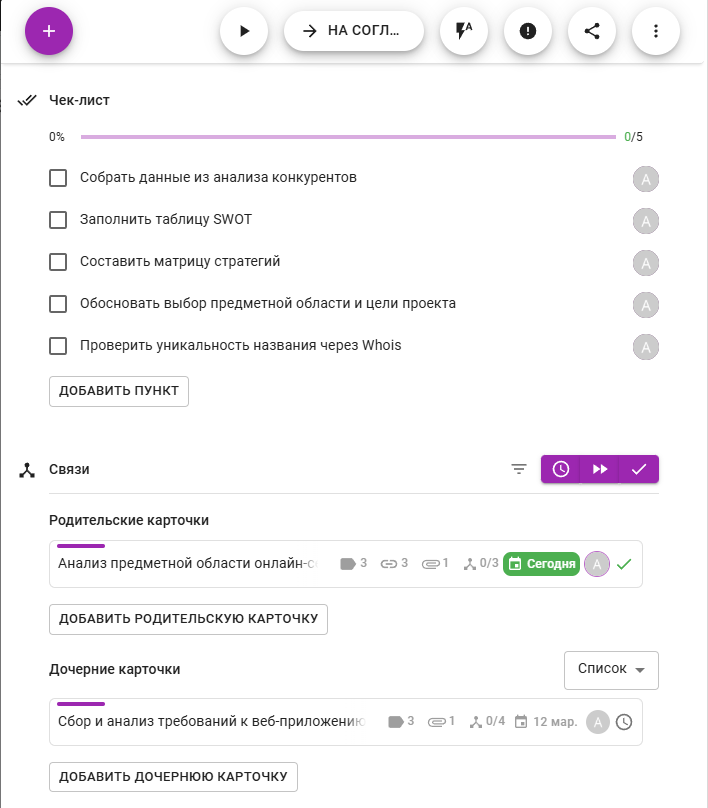 НА СОГЛ...
A
Чек-лист
0% 0/5
Собрать данные из анализа конкурентов A
Заполнить таблицу SWOT A
Составить матрицу стратегий A
Обосновать выбор предметной области и цели проекта A
Проверить уникальность названия через Whois A
ДОБАВИТЬ ПУНКТ
Связи
Родительские карточки
Анализ предметной области онлайн-с 3 3 1 0/3 Сегодня A
ДОБАВИТЬ РОДИТЕЛЬСКУЮ КАРТОЧКУ
Дочерние карточки Список
Сбор и анализ требований к веб-приложению 3 1 0/4 12 мар. A
ДОБАВИТЬ ДОЧЕРНЮЮ КАРТОЧКУ